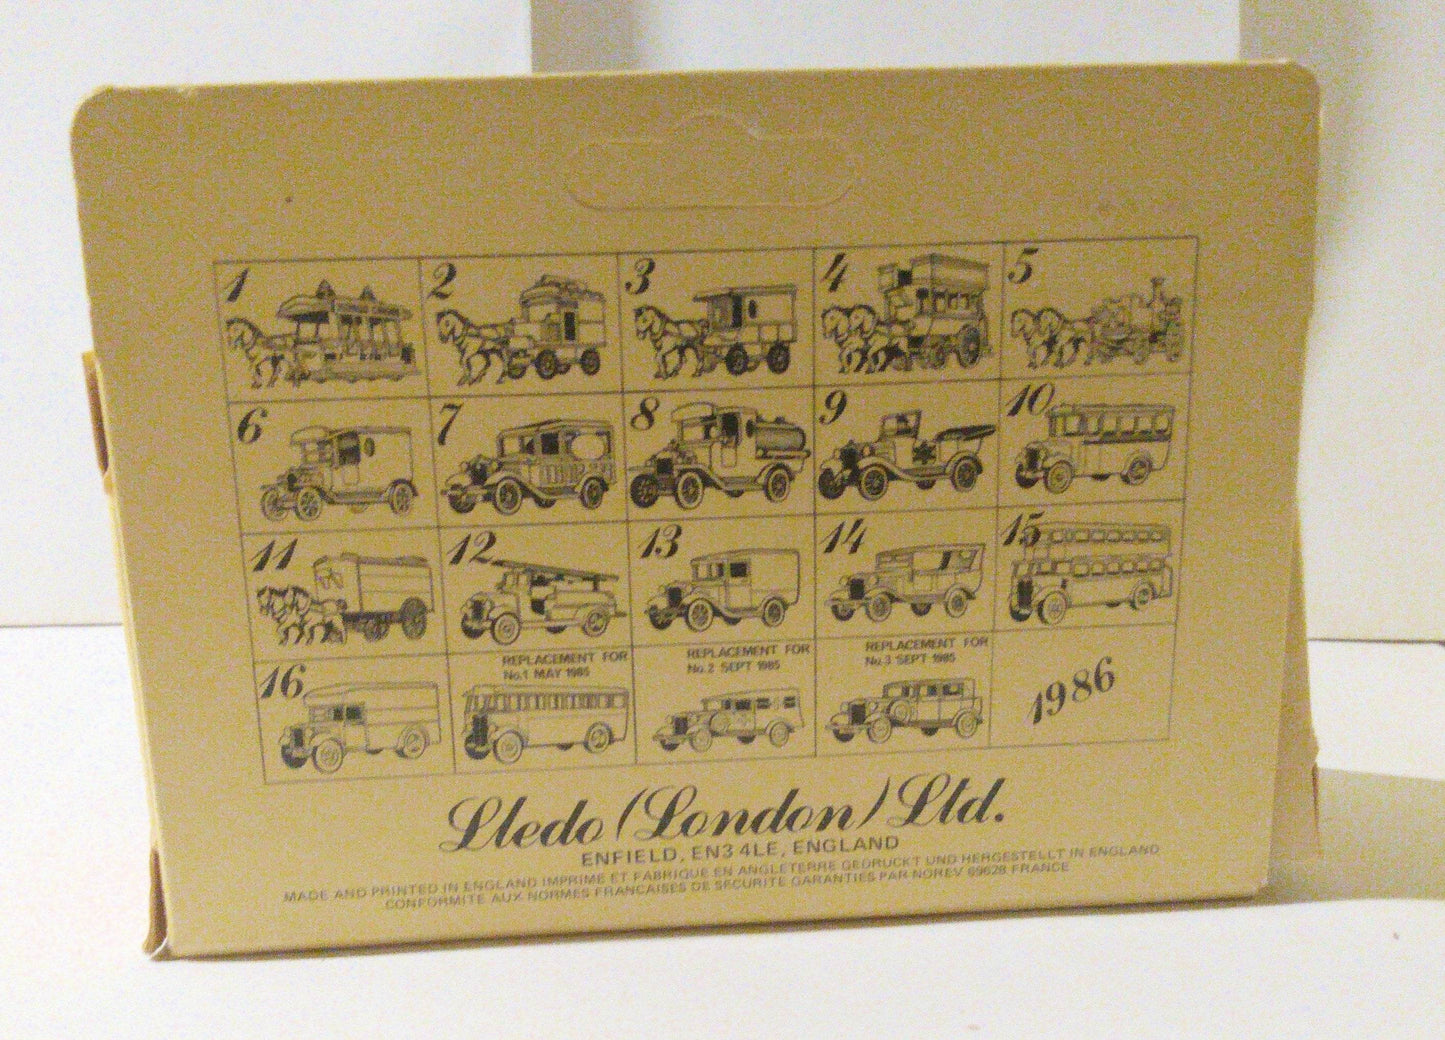 1 2 3 4 5
6 7 8 9 10
11 12 13 14 15
16
REPLACEMENT FOR
No.1 MAY 1985
REPLACEMENT FOR
No.2 SEPT 1985
REPLACEMENT FOR
No.3 SEPT 1985
1986
Lledo (London) Ltd.
ENFIELD, EN3 4LE, ENGLAND
MADE AND PRINTED IN ENGLAND IMPRIME ET FABRIQUE EN ANGLETERRE GEDRUCKT UND HERGESTELLT IN ENGLAND
CONFORMITE AUX NORMES FRANCAISES DE SECURITE GARANTIES PAR NOREV 69628 FRANCE